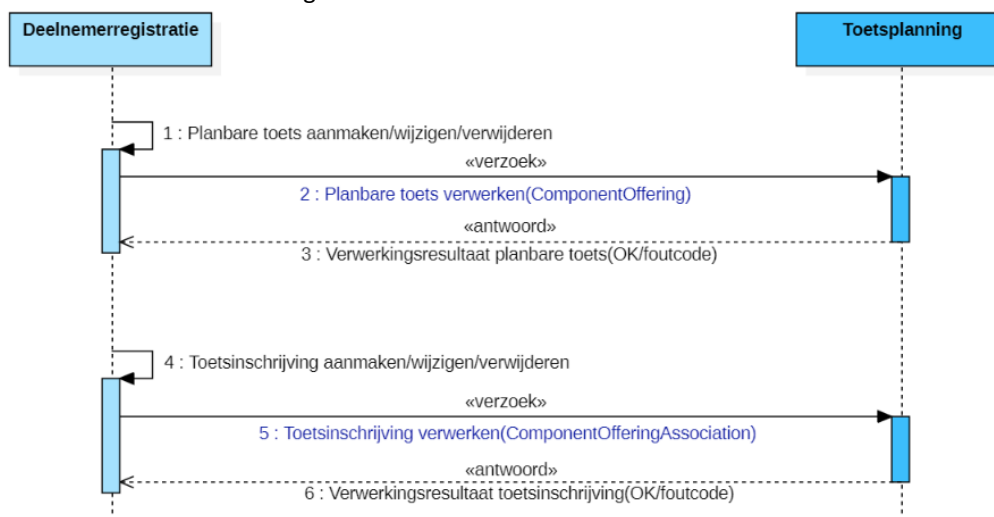 Deelnemerregistratie
Toetsplanning
1 : Planbare toets aanmaken/wijzigen/verwijderen
«verzoek»
2 : Planbare toets verwerken(ComponentOffering)
«antwoord»
3 : Verwerkingsresultaat planbare toets(OK/foutcode)
4 : Toetsinschrijving aanmaken/wijzigen/verwijderen
«verzoek»
5 : Toetsinschrijving verwerken(ComponentOfferingAssociation)
«antwoord»
6 : Verwerkingsresultaat toetsinschrijving(OK/foutcode)